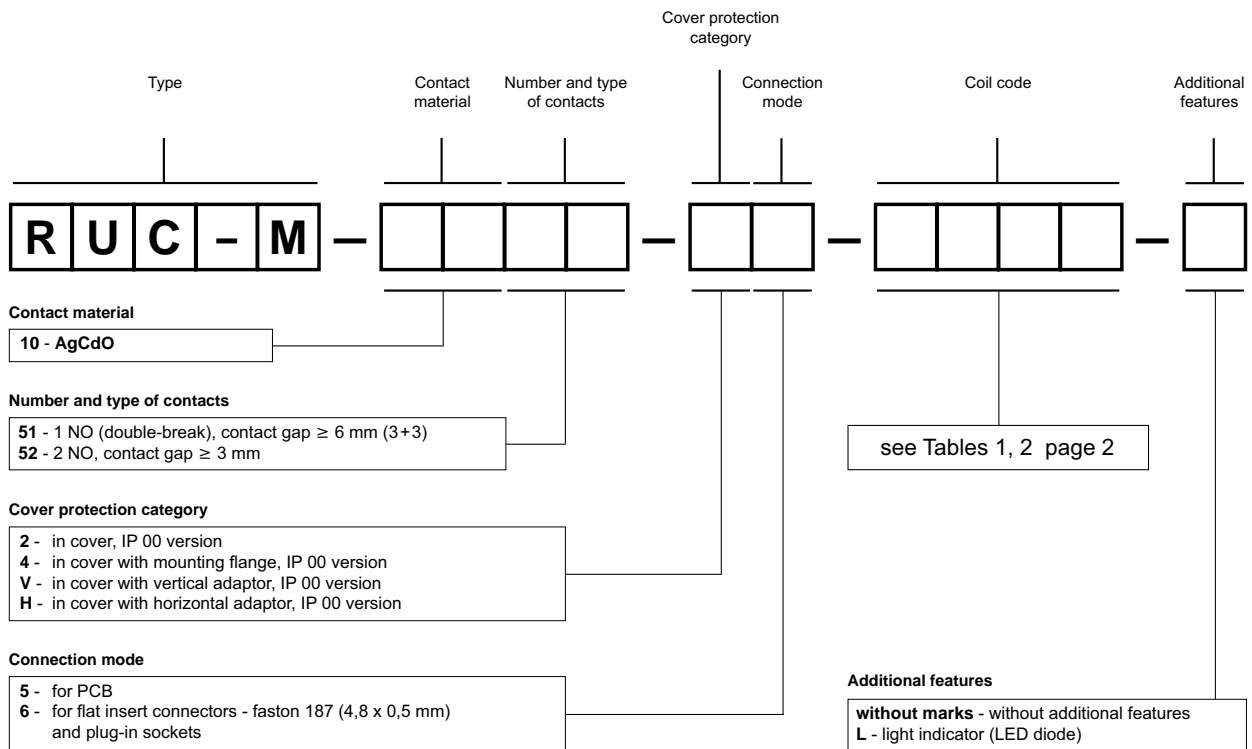 Cover protection
category
Type
Contact
material
Number and type
of contacts
Connection
mode
Coil code
Additional
features
R U C – M – – – –
Contact material
10 - AgCdO
Number and type of contacts
51 - 1 NO (double-break), contact gap ≥ 6 mm (3+3)
52 - 2 NO, contact gap ≥ 3 mm
see Tables 1, 2 page 2
Cover protection category
2 - in cover, IP 00 version
4 - in cover with mounting flange, IP 00 version
V - in cover with vertical adaptor, IP 00 version
H - in cover with horizontal adaptor, IP 00 version
Connection mode
5 - for PCB
6 - for flat insert connectors - faston 187 (4,8 x 0,5 mm)
and plug-in sockets
Additional features
without marks - without additional features
L - light indicator (LED diode)